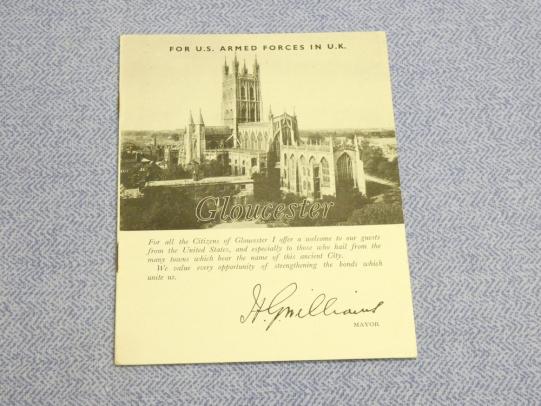 FOR U.S. ARMED FORCES IN U.K.
Gloucester
For all the Citizens of Gloucester I offer a welcome to our guests
from the United States, and especially to those who hail from the
many towns which bear the name of this ancient City.
We value every opportunity of strengthening the bonds which
unite us.
H Gwilliams
MAYOR